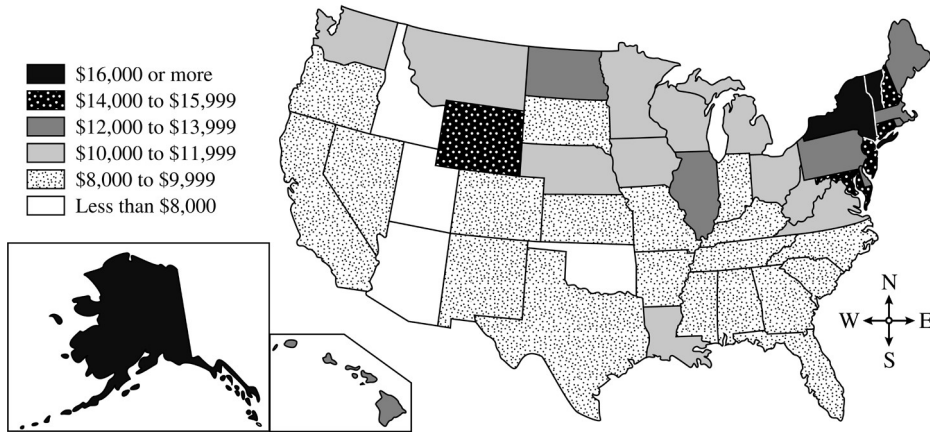 $16,000 or more
$14,000 to $15,999
$12,000 to $13,999
$10,000 to $11,999
$8,000 to $9,999
Less than $8,000
N
W E
S